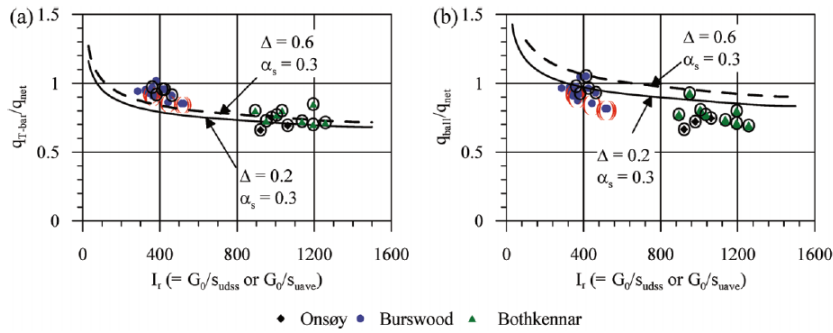 (a)
q_T-bar/q_net
1.5
1
0.5
0
0 400 800 1200 1600
Δ = 0.6
α_s = 0.3
Δ = 0.2
α_s = 0.3
I_r (= G_0/s_udss or G_0/s_uave)
(b)
q_ball/q_net
1.5
1
0.5
0
0 400 800 1200 1600
Δ = 0.6
α_s = 0.3
Δ = 0.2
α_s = 0.3
I_r (= G_0/s_udss or G_0/s_uave)
Onsøy Burswood Bothkennar